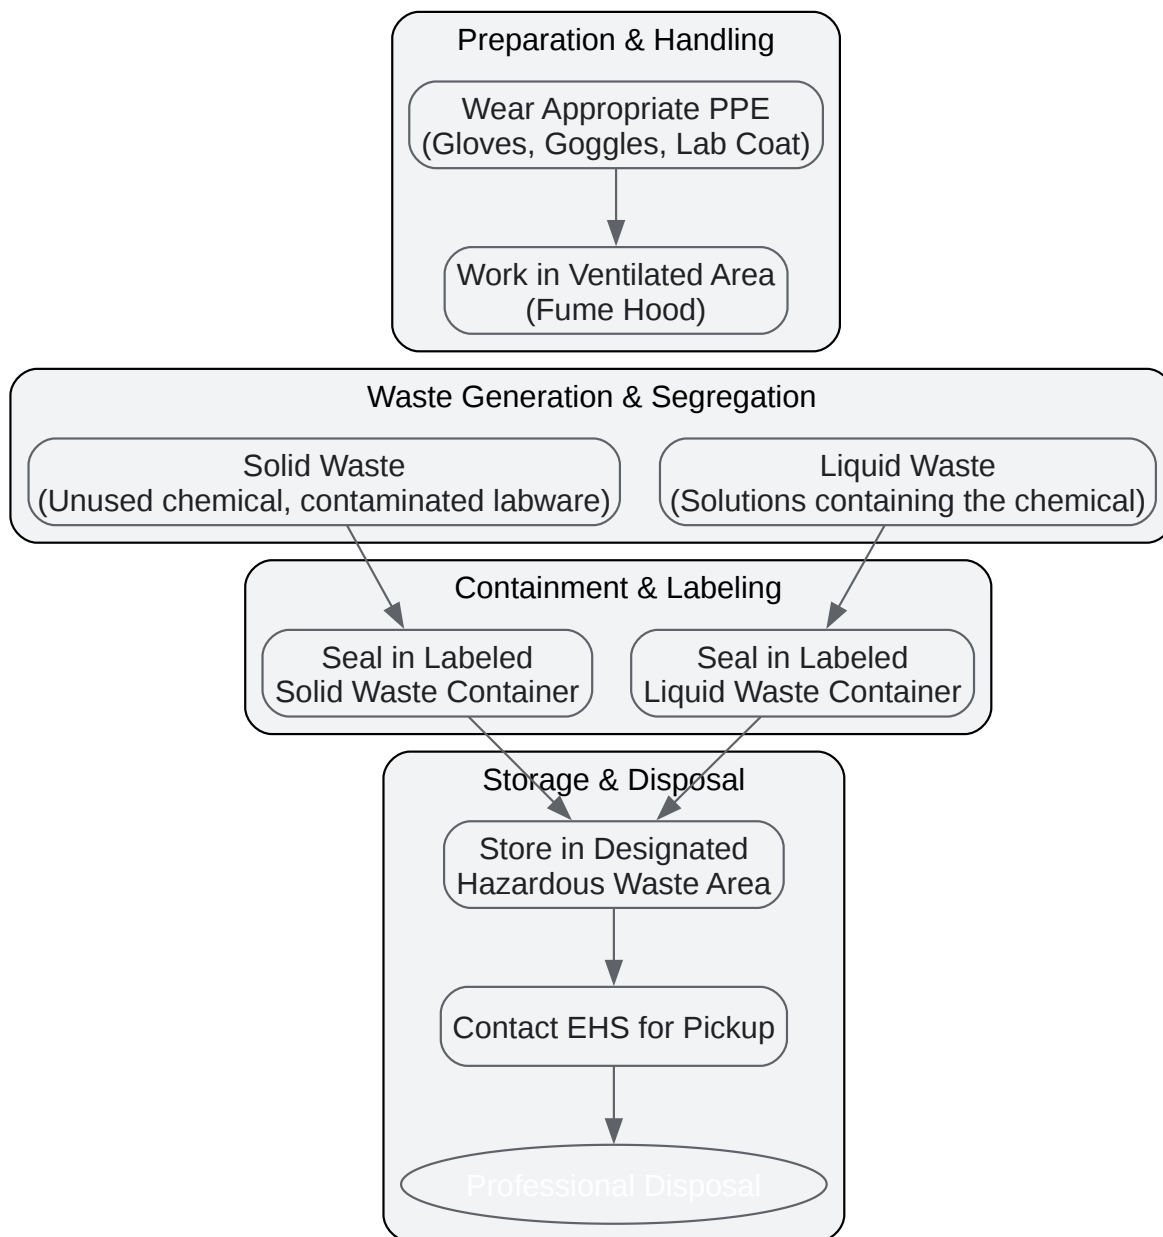 Preparation & Handling
Wear Appropriate PPE
(Gloves, Goggles, Lab Coat)
Work in Ventilated Area
(Fume Hood)
Waste Generation & Segregation
Solid Waste
(Unused chemical, contaminated labware)
Liquid Waste
(Solutions containing the chemical)
Containment & Labeling
Seal in Labeled
Solid Waste Container
Seal in Labeled
Liquid Waste Container
Storage & Disposal
Store in Designated
Hazardous Waste Area
Contact EHS for Pickup
Professional Disposal